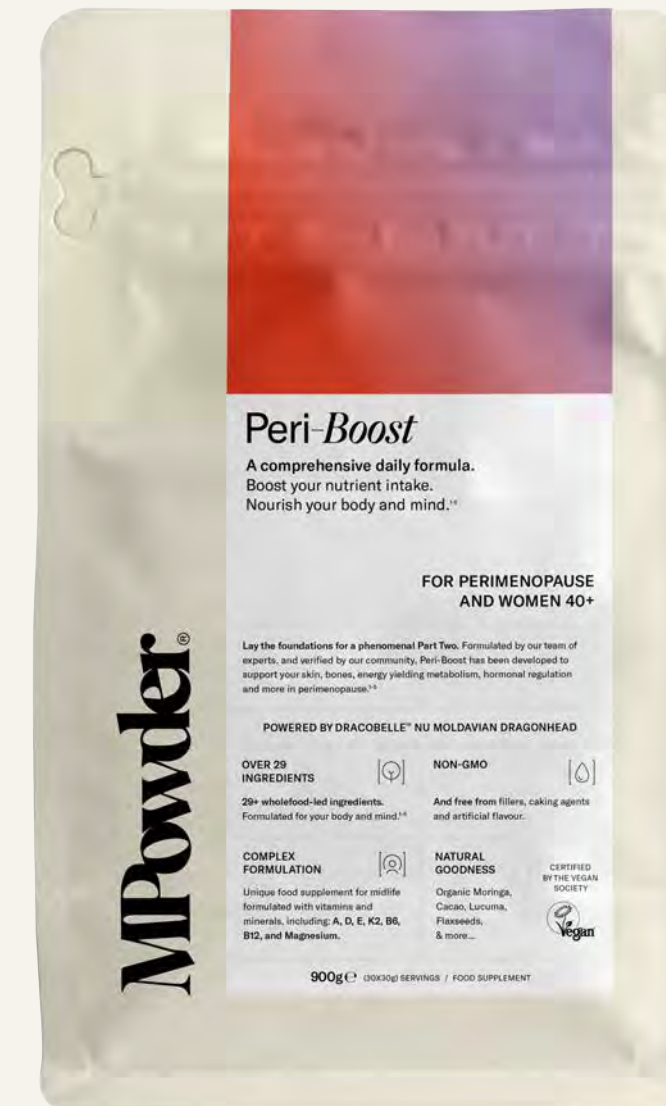 Peri-Boost
A comprehensive daily formula.
Boost your nutrient intake.
Nourish your body and mind.¹⁻⁵
FOR PERIMENOPAUSE
AND WOMEN 40+
Lay the foundations for a phenomenal Part Two. Formulated by our team of
experts, and verified by our community, Peri-Boost has been developed to
support your skin, bones, energy yielding metabolism, hormonal regulation
and more in perimenopause.¹⁻⁵
POWERED BY DRACOBELLE™ NU MOLDAVIAN DRAGONHEAD
OVER 29
INGREDIENTS
29+ wholefood-led ingredients.
Formulated for your body and mind.¹⁻⁵
NON-GMO
And free from fillers, caking agents
and artificial flavour.
COMPLEX
FORMULATION
Unique food supplement for midlife
formulated with vitamins and
minerals, including: A, D, E, K2, B6,
B12, and Magnesium.
NATURAL
GOODNESS
Organic Moringa,
Cacao, Lucuma,
Flaxseeds,
& more...
CERTIFIED
BY THE VEGAN
SOCIETY
Vegan
900g℮ (30X30g) SERVINGS / FOOD SUPPLEMENT
MPowder®